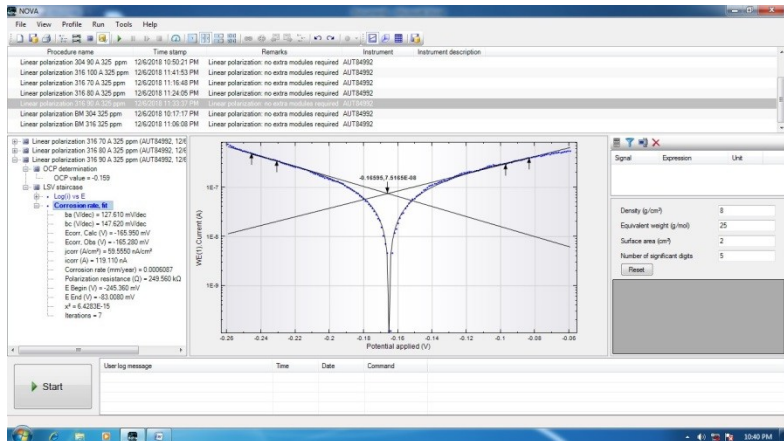 NOVA
File View Profile Run Tools Help
Procedure name Time stamp Remarks Instrument Instrument description
Linear polarization 304 90 A 325 ppm 12/6/2018 10:50:21 PM Linear polarization: no extra modules required AUT84992
Linear polarization 316 100 A 325 ppm 12/6/2018 11:41:53 PM Linear polarization: no extra modules required AUT84992
Linear polarization 316 70 A 325 ppm 12/6/2018 11:16:48 PM Linear polarization: no extra modules required AUT84992
Linear polarization 316 80 A 325 ppm 12/6/2018 11:24:05 PM Linear polarization: no extra modules required AUT84992
Linear polarization 316 90 A 325 ppm 12/6/2018 11:33:37 PM Linear polarization: no extra modules required AUT84992
Linear polarization BM 304 325 ppm 12/6/2018 10:17:17 PM Linear polarization: no extra modules required AUT84992
Linear polarization BM 316 325 ppm 12/6/2018 11:06:08 PM Linear polarization: no extra modules required AUT84992
Linear polarization 316 70 A 325 ppm (AUT84992, 12/6
Linear polarization 316 80 A 325 ppm (AUT84992, 12/6
Linear polarization 316 90 A 325 ppm (AUT84992, 12/6
OCP determination
OCP value = -0.159
LSV staircase
Log(i) vs E
Corrosion rate, fit
ba (V/dec) = 127.610 mV/dec
bc (V/dec) = 147.620 mV/dec
Ecorr. Calc (V) = -165.950 mV
Ecorr. Obs (V) = -165.280 mV
jcorr (A/cm²) = 59.5550 nA/cm²
icorr (A) = 119.110 nA
Corrosion rate (mm/year) = 0.0006087
Polarization resistance (Ω) = 249.560 kΩ
E Begin (V) = -245.360 mV
E End (V) = -83.0080 mV
χ² = 6.4283E-15
Iterations = 7
-0.16595,7.5165E-08
1E-7
1E-8
1E-9
WE(1).Current (A)
-0.26 -0.24 -0.22 -0.2 -0.18 -0.16 -0.14 -0.12 -0.1 -0.08 -0.06
Potential applied (V)
Signal Expression Unit
Density (g/cm³) 8
Equivalent weight (g/mol) 25
Surface area (cm²) 2
Number of significant digits 5
Reset
Start
User log message Time Date Command
10:40 PM